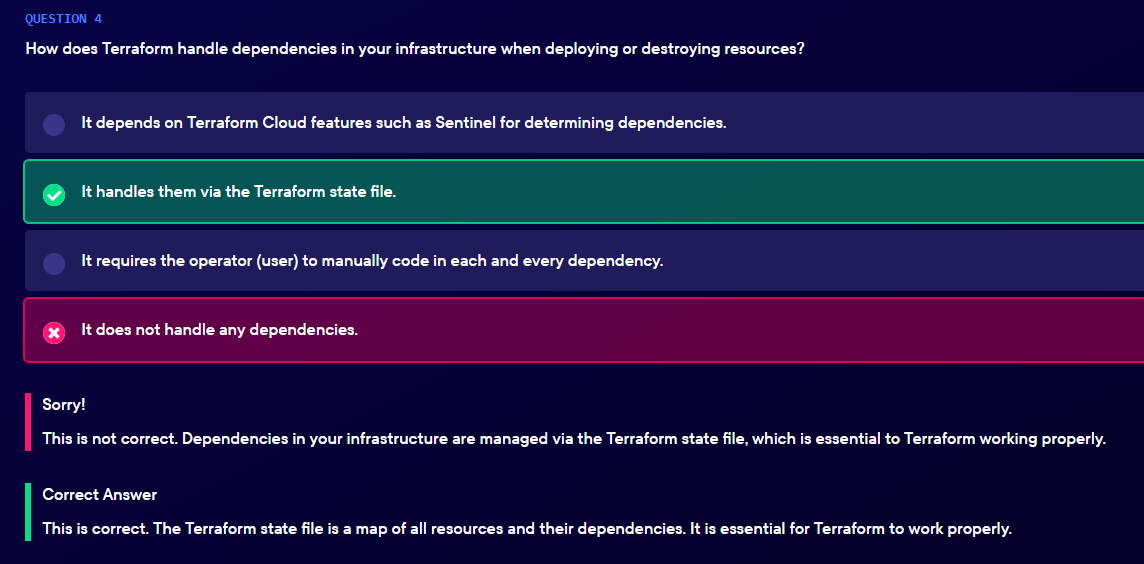 QUESTION 4
How does Terraform handle dependencies in your infrastructure when deploying or destroying resources?
It depends on Terraform Cloud features such as Sentinel for determining dependencies.
It handles them via the Terraform state file.
It requires the operator (user) to manually code in each and every dependency.
It does not handle any dependencies.
Sorry!
This is not correct. Dependencies in your infrastructure are managed via the Terraform state file, which is essential to Terraform working properly.
Correct Answer
This is correct. The Terraform state file is a map of all resources and their dependencies. It is essential for Terraform to work properly.